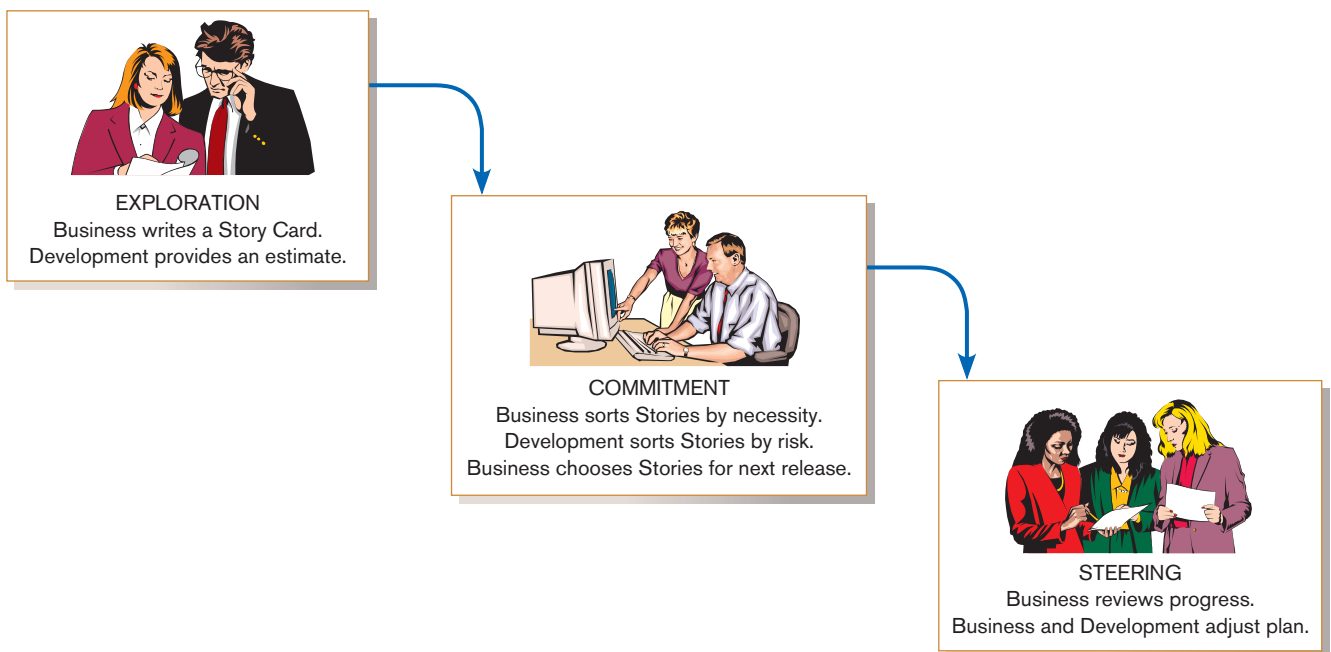 EXPLORATION
Business writes a Story Card.
Development provides an estimate.
COMMITMENT
Business sorts Stories by necessity.
Development sorts Stories by risk.
Business chooses Stories for next release.
STEERING
Business reviews progress.
Business and Development adjust plan.